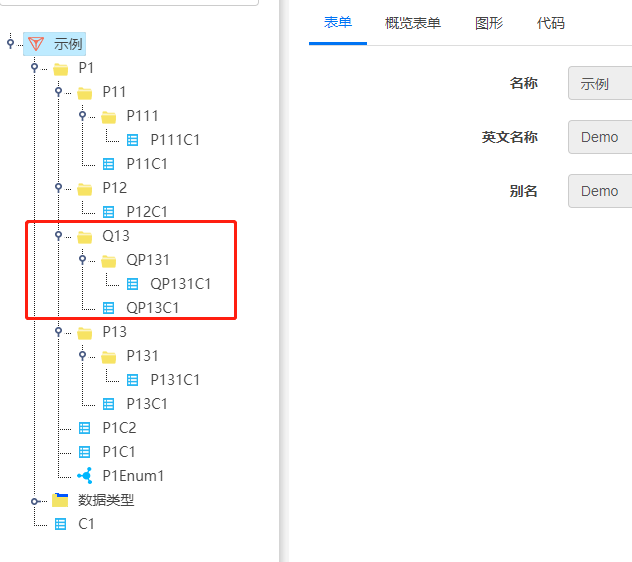 示例
P1
P11
P111
P111C1
P11C1
P12
P12C1
Q13
QP131
QP131C1
QP13C1
P13
P131
P131C1
P13C1
P1C2
P1C1
P1Enum1
数据类型
C1
表单 概览表单 图形 代码
名称 示例
英文名称 Demo
别名 Demo